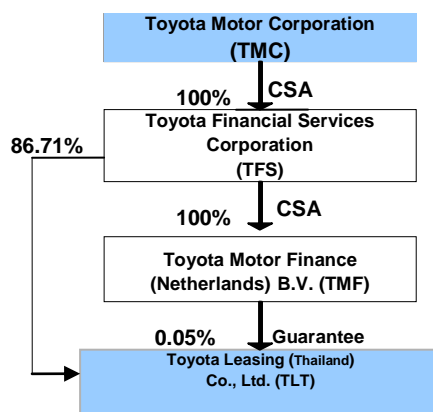 Toyota Motor Corporation
(TMC)
100%
CSA
Toyota Financial Services
Corporation
(TFS)
86.71%
100%
CSA
Toyota Motor Finance
(Netherlands) B.V. (TMF)
0.05%
Guarantee
Toyota Leasing (Thailand)
Co., Ltd. (TLT)